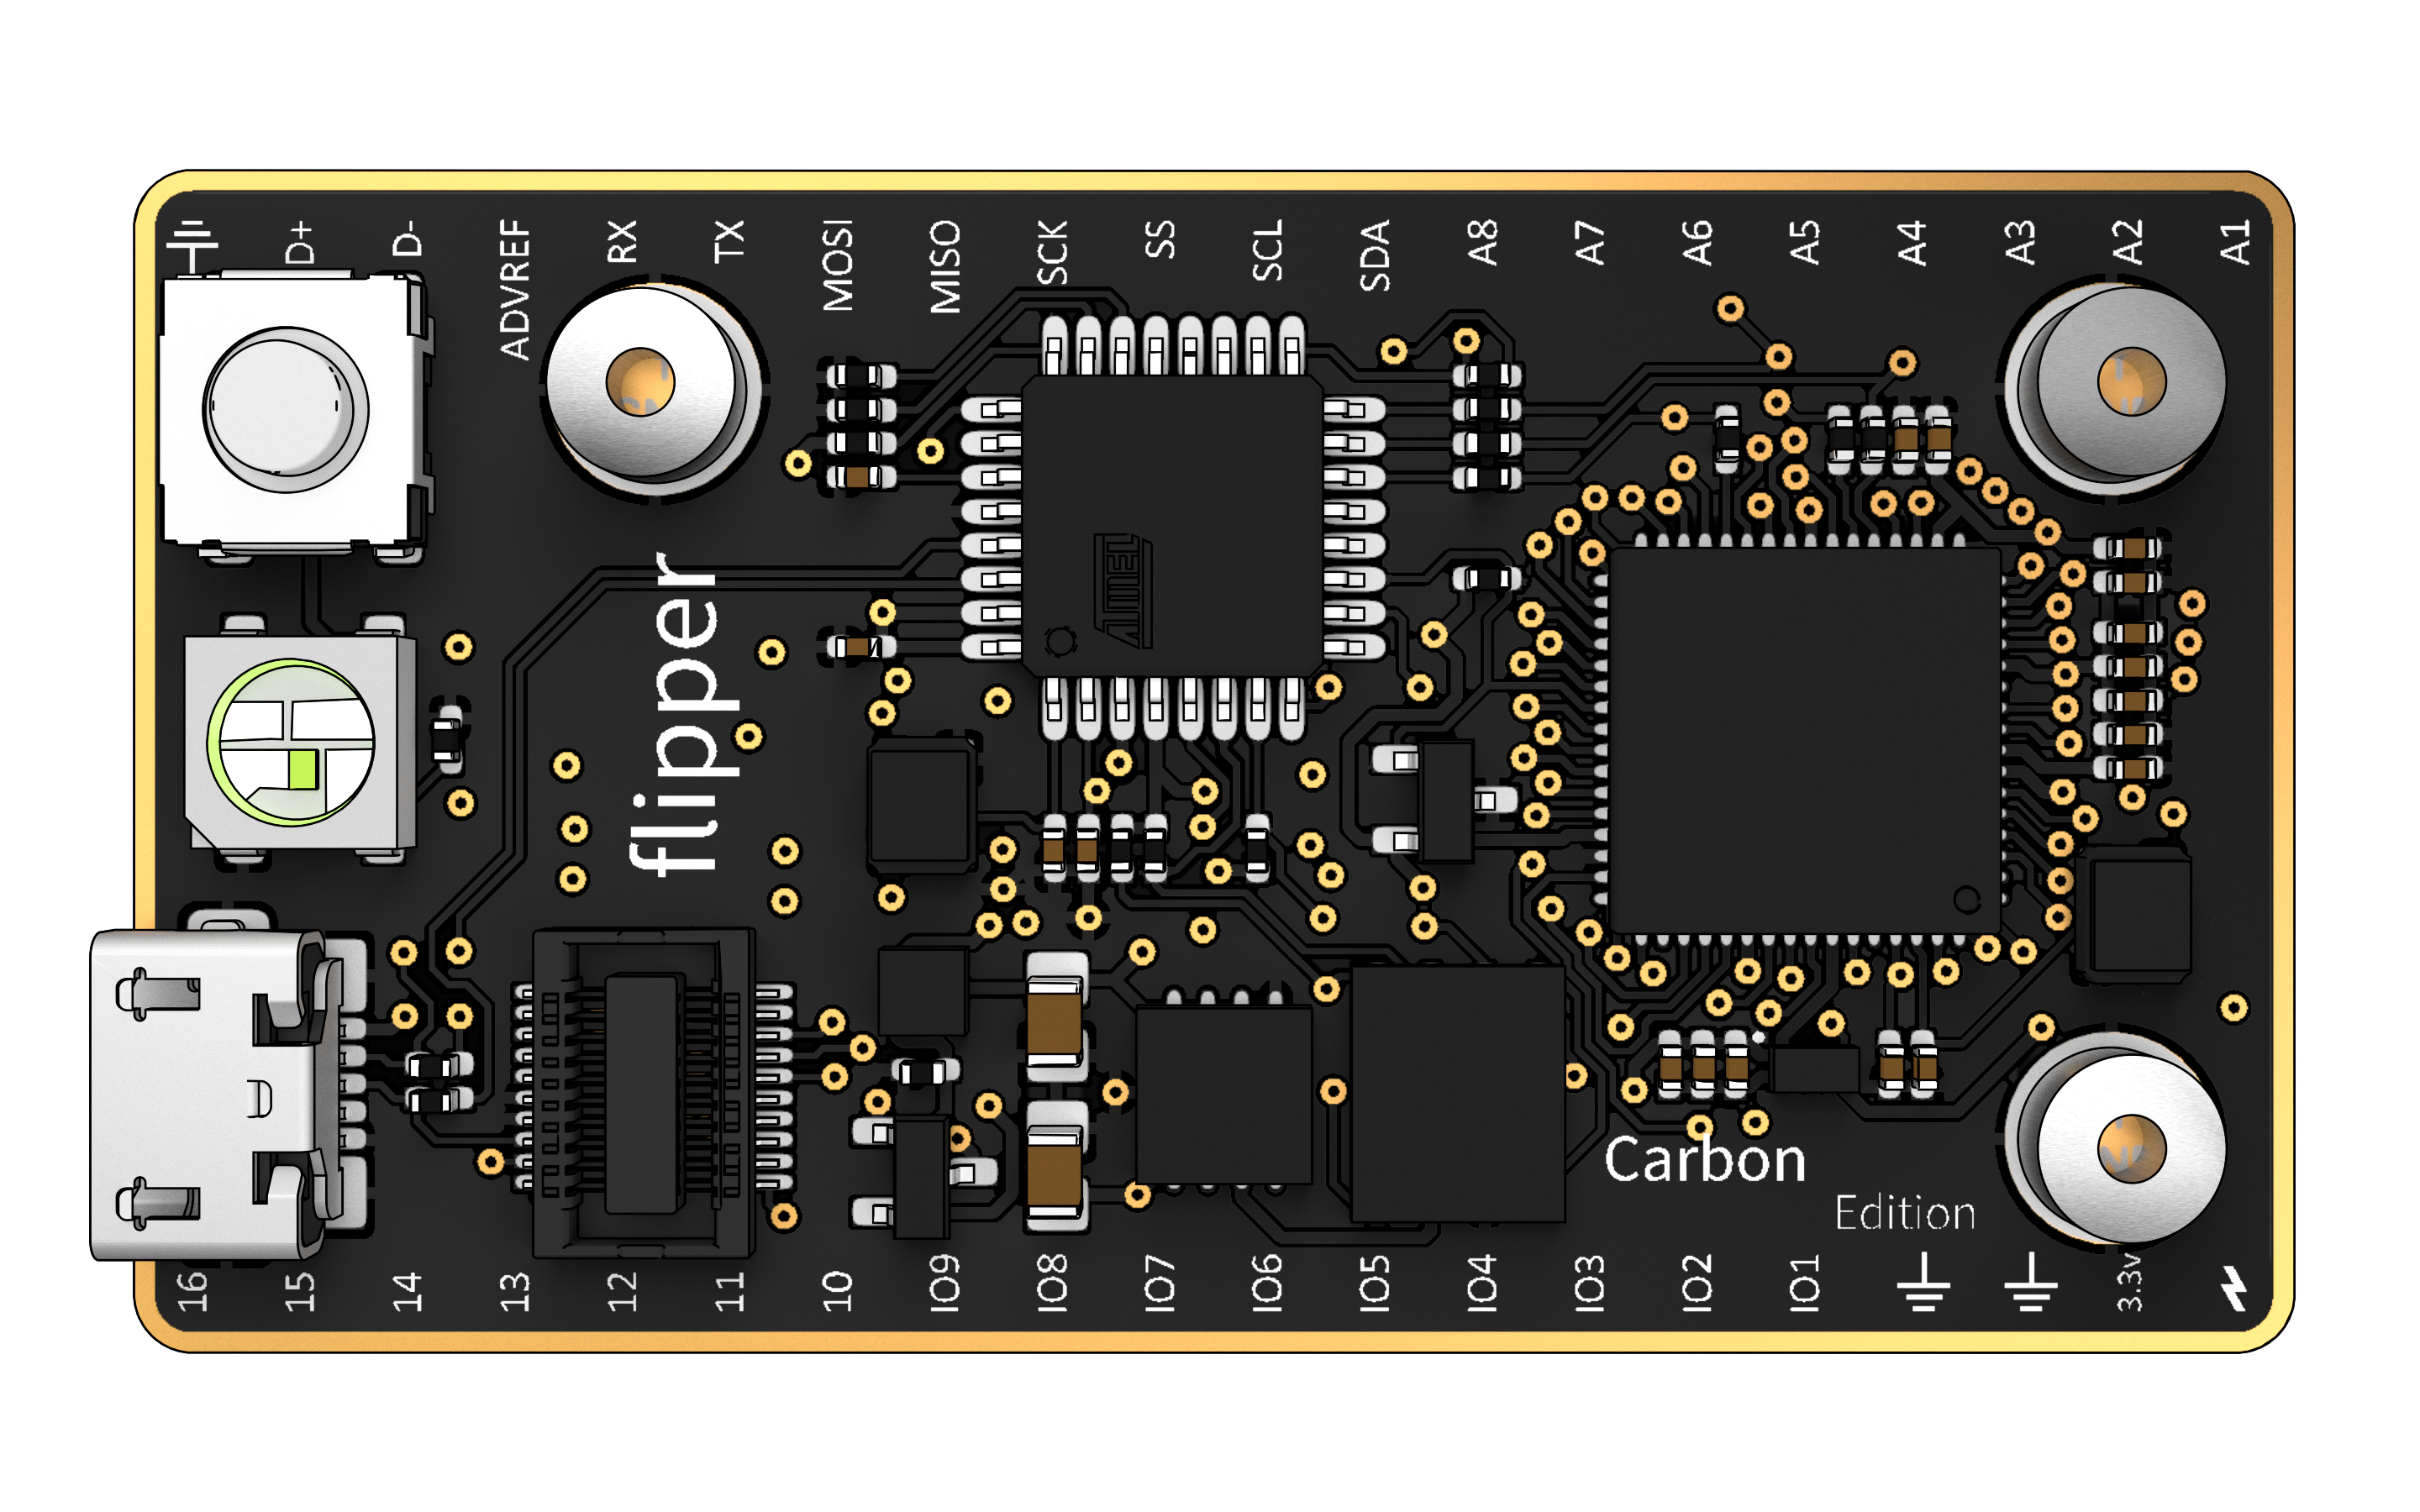 D+
D-
ADVREF
RX
TX
MOSI
MISO
SCK
SS
SCL
SDA
A8
A7
A6
A5
A4
A3
A2
A1
ATMEL
flipper
Carbon
Edition
16
15
14
13
12
11
10
IO9
IO8
IO7
IO6
IO5
IO4
IO3
IO2
IO1
3.3v